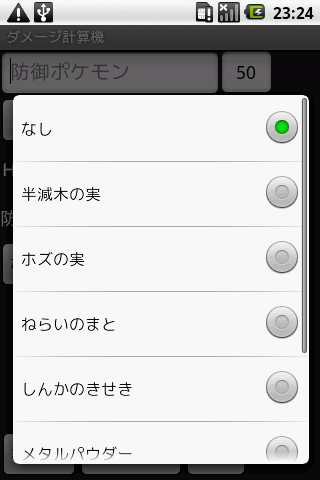 23:24
ダメージ計算機
防御ポケモン 50
なし
半減木の実
ホズの実
ねらいのまと
しんかのきせき
メタルパウダー